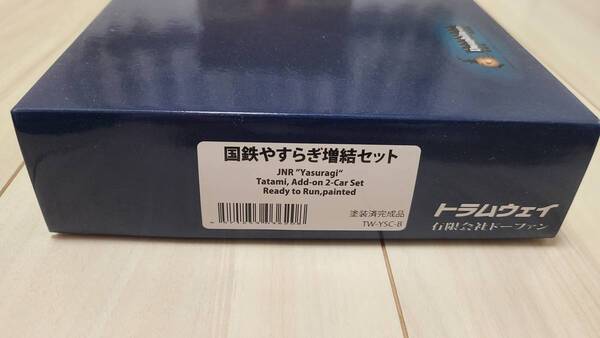 国鉄やすらぎ増結セット
JNR "Yasuragi"
Tatami, Add-on 2-Car Set
Ready to Run,painted
塗装済完成品
TW-YSC-B
トラムウェイ
有限会社ドーファン